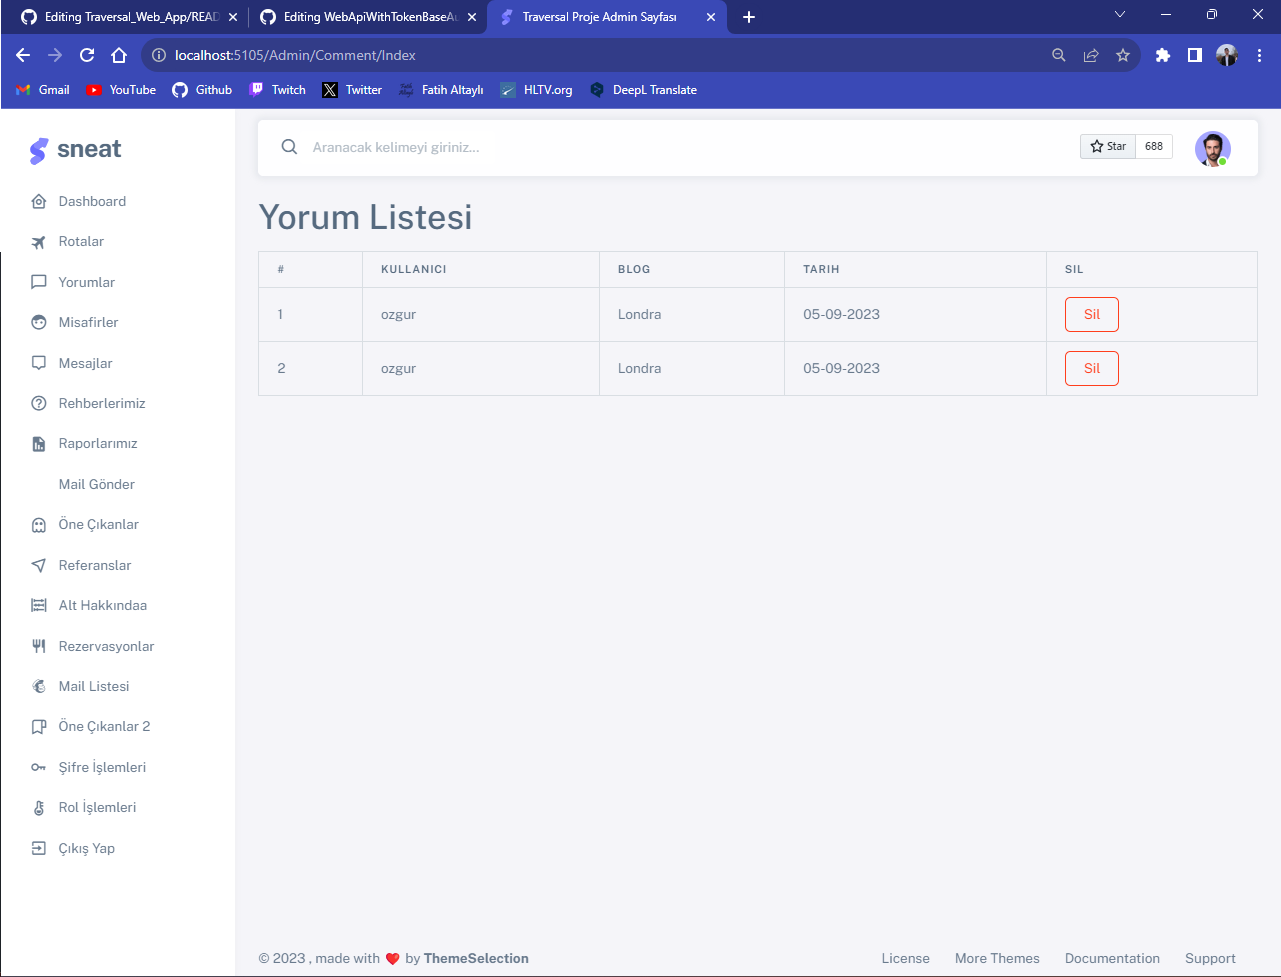 Editing Traversal_Web_App/READ
Editing WebApiWithTokenBaseAu
Traversal Proje Admin Sayfası
localhost:5105/Admin/Comment/Index
Gmail
YouTube
Github
Twitch
Twitter
Fatih Altaylı
HLTV.org
DeepL Translate
sneat
Aranacak kelimeyi giriniz...
Star
688
Dashboard
Rotalar
Yorumlar
Misafirler
Mesajlar
Rehberlerimiz
Raporlarımız
Mail Gönder
Öne Çıkanlar
Referanslar
Alt Hakkındaa
Rezervasyonlar
Mail Listesi
Öne Çıkanlar 2
Şifre İşlemleri
Rol İşlemleri
Çıkış Yap
Yorum Listesi
# KULLANICI BLOG TARIH SIL
1 ozgur Londra 05-09-2023 Sil
2 ozgur Londra 05-09-2023 Sil
© 2023 , made with ❤️ by ThemeSelection
License
More Themes
Documentation
Support